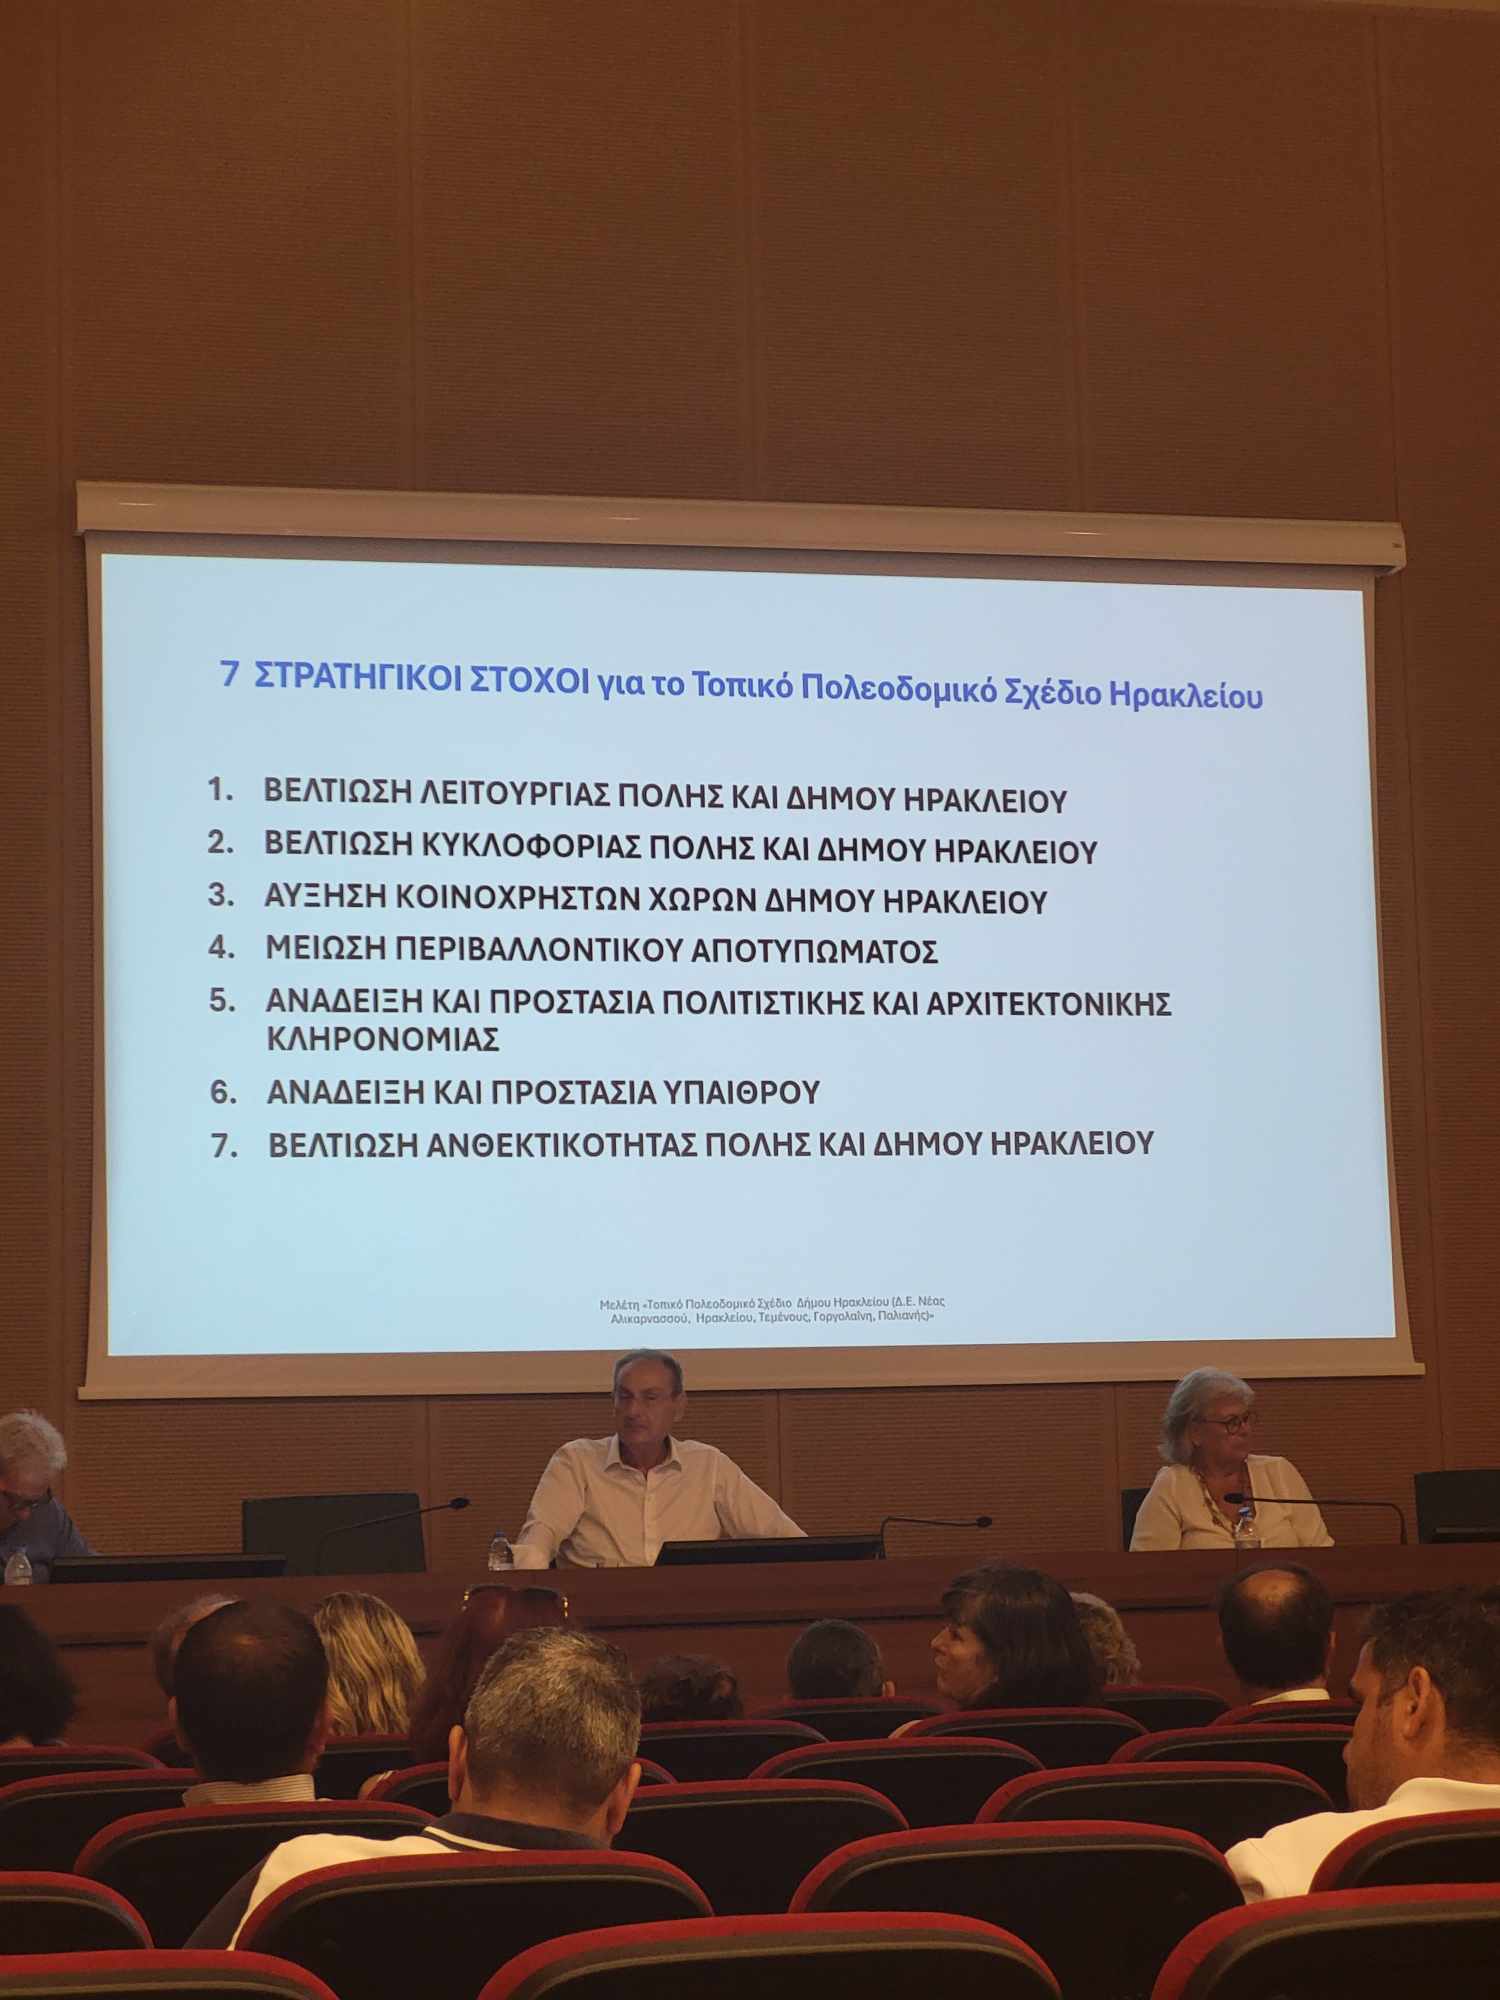 7 ΣΤΡΑΤΗΓΙΚΟΙ ΣΤΟΧΟΙ για το Τοπικό Πολεοδομικό Σχέδιο Ηρακλείου
1. ΒΕΛΤΙΩΣΗ ΛΕΙΤΟΥΡΓΙΑΣ ΠΟΛΗΣ ΚΑΙ ΔΗΜΟΥ ΗΡΑΚΛΕΙΟΥ
2. ΒΕΛΤΙΩΣΗ ΚΥΚΛΟΦΟΡΙΑΣ ΠΟΛΗΣ ΚΑΙ ΔΗΜΟΥ ΗΡΑΚΛΕΙΟΥ
3. ΑΥΞΗΣΗ ΚΟΙΝΟΧΡΗΣΤΩΝ ΧΩΡΩΝ ΔΗΜΟΥ ΗΡΑΚΛΕΙΟΥ
4. ΜΕΙΩΣΗ ΠΕΡΙΒΑΛΛΟΝΤΙΚΟΥ ΑΠΟΤΥΠΩΜΑΤΟΣ
5. ΑΝΑΔΕΙΞΗ ΚΑΙ ΠΡΟΣΤΑΣΙΑ ΠΟΛΙΤΙΣΤΙΚΗΣ ΚΑΙ ΑΡΧΙΤΕΚΤΟΝΙΚΗΣ
ΚΛΗΡΟΝΟΜΙΑΣ
6. ΑΝΑΔΕΙΞΗ ΚΑΙ ΠΡΟΣΤΑΣΙΑ ΥΠΑΙΘΡΟΥ
7. ΒΕΛΤΙΩΣΗ ΑΝΘΕΚΤΙΚΟΤΗΤΑΣ ΠΟΛΗΣ ΚΑΙ ΔΗΜΟΥ ΗΡΑΚΛΕΙΟΥ
Μελέτη «Τοπικό Πολεοδομικό Σχέδιο Δήμου Ηρακλείου (Δ.Ε. Νέας
Αλικαρνασσού, Ηρακλείου, Τεμένους, Γοργολαΐνη, Παλιανής)»